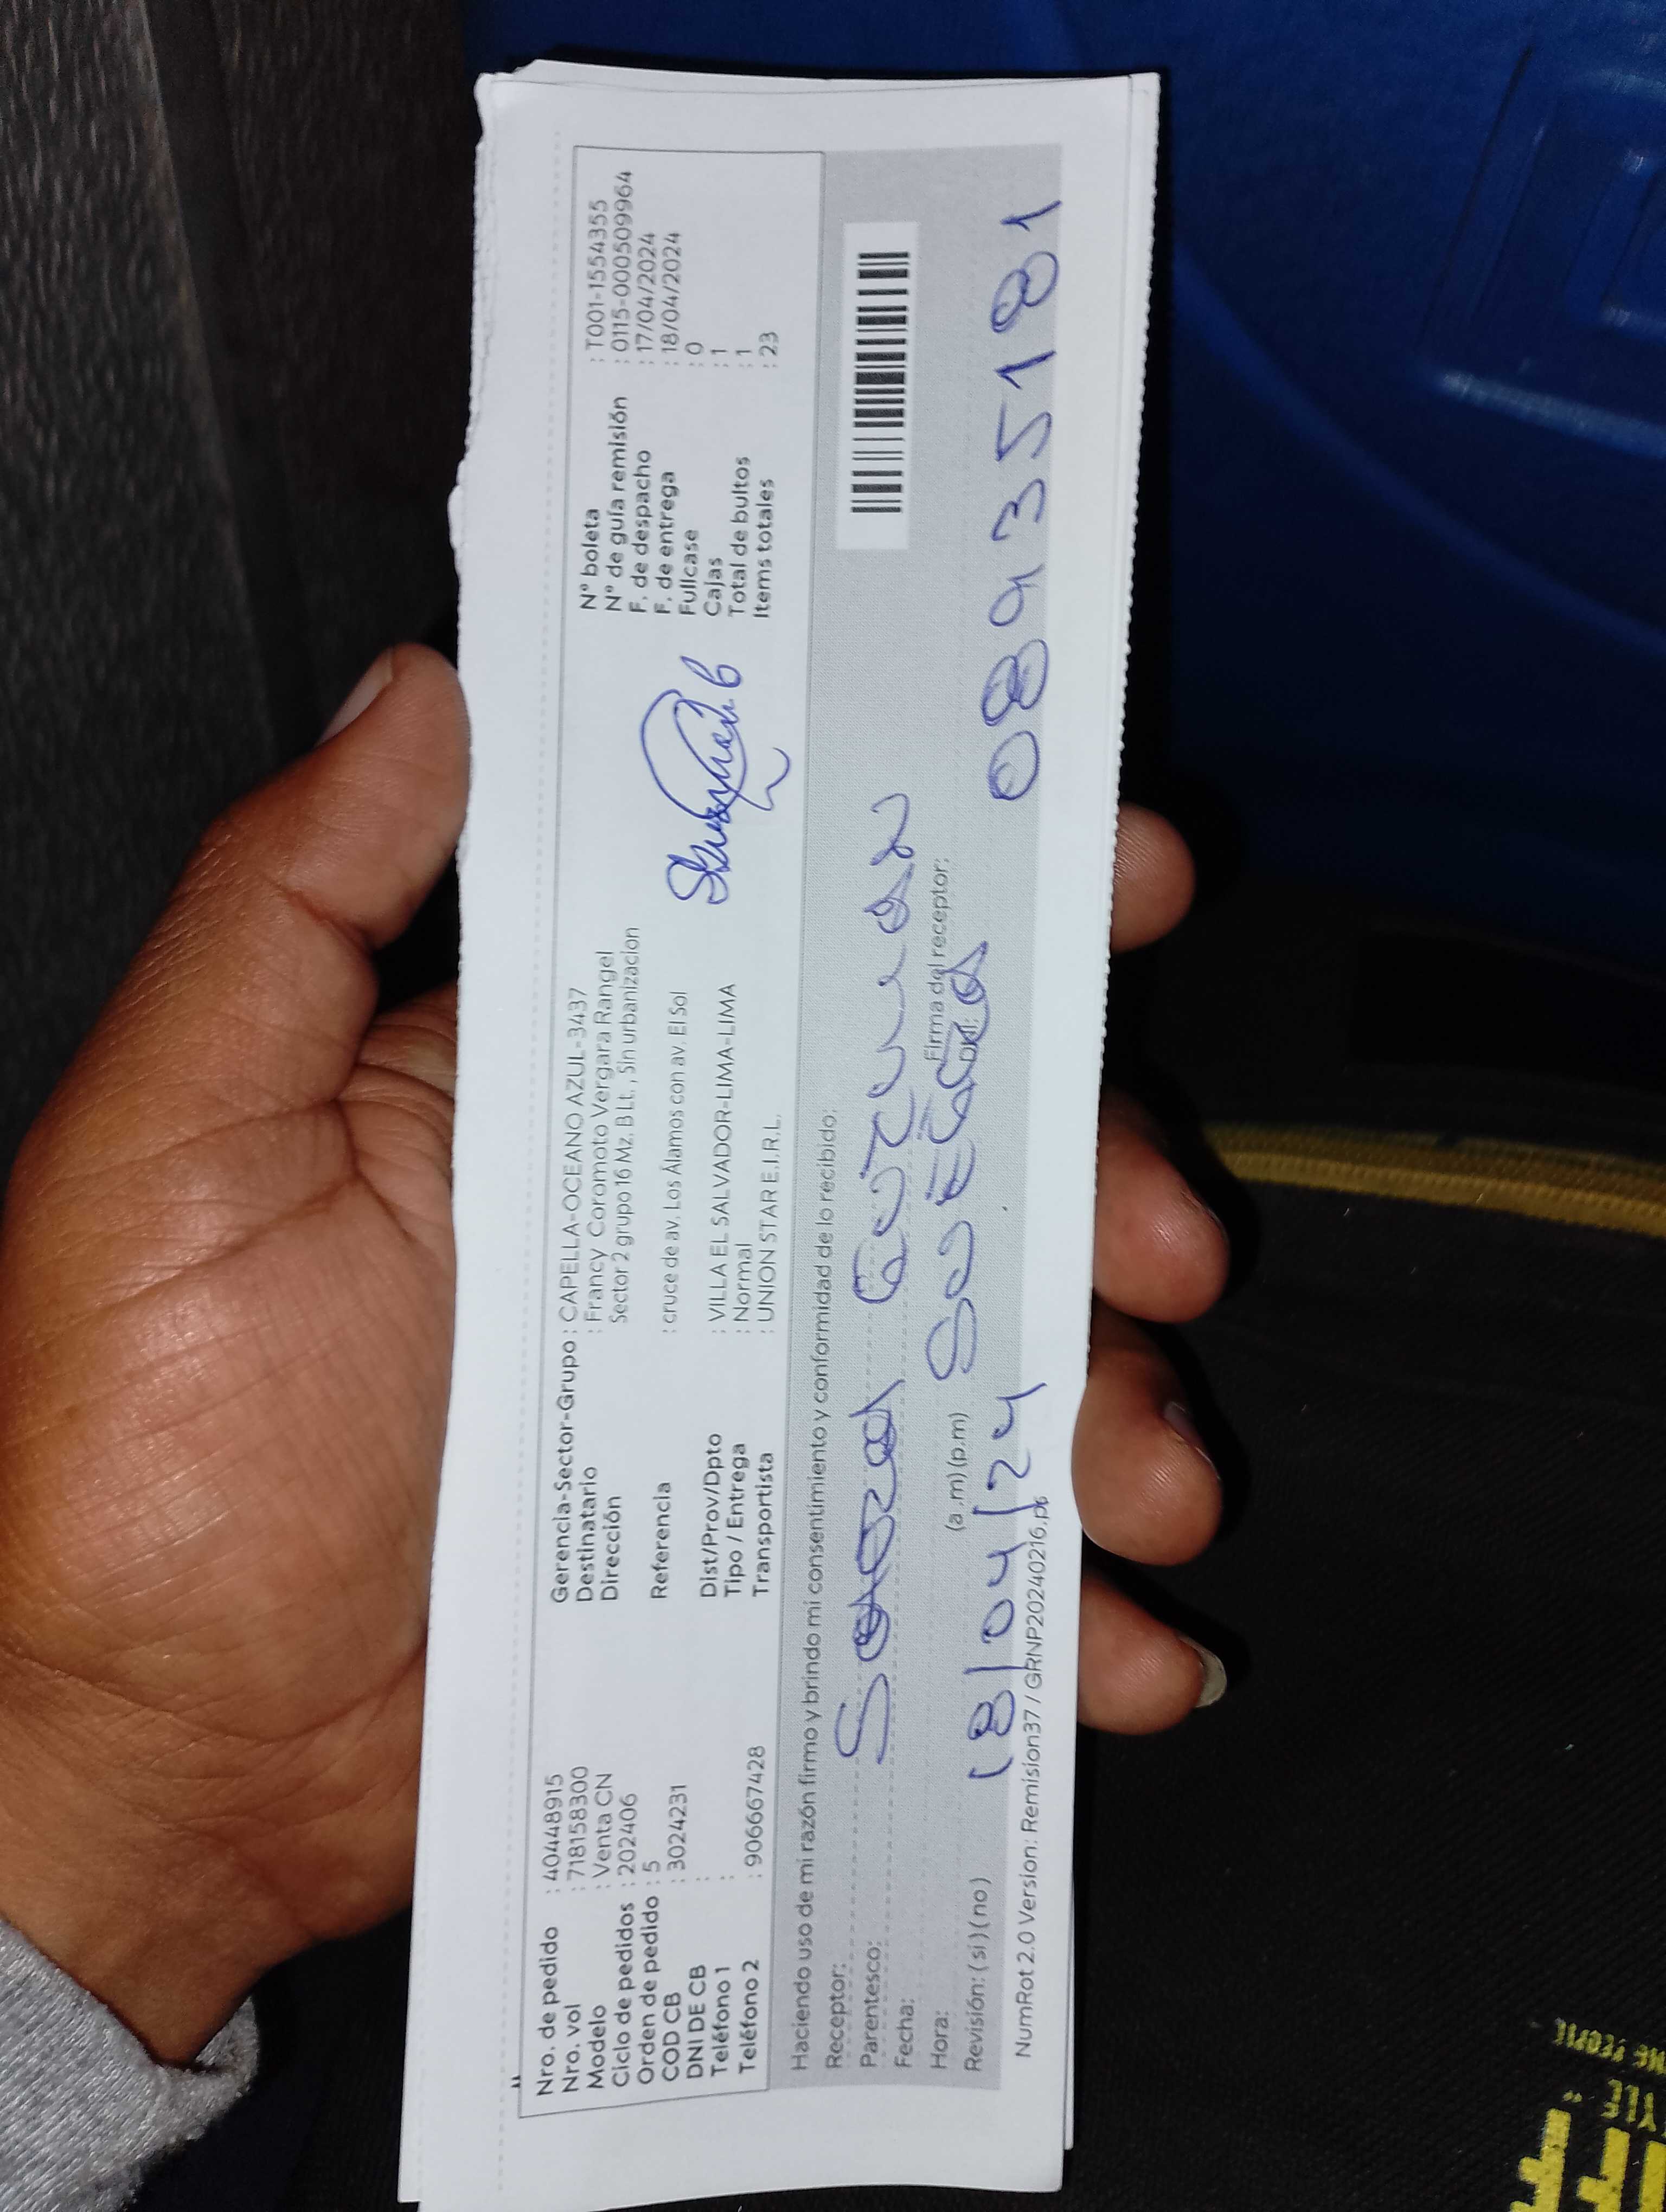 Nro. de pedido : 40448915
Nro. vol : 718158300
Modelo : Venta CN
Ciclo de pedidos : 202406
Orden de pedido : 5
COD CB : 3024231
DNI DE CB :
Teléfono 1 :
Teléfono 2 : 906667428
Gerencia-Sector-Grupo : CAPELLA-OCEANO AZUL-3437
Destinatario : Francy Coromoto Vergara Rangel
Dirección Sector 2 grupo 16 Mz. B Lt. , Sin urbanizacion
Referencia : cruce de av. Los Álamos con av. El Sol
Dist/Prov/Dpto : VILLA EL SALVADOR-LIMA-LIMA
Tipo / Entrega : Normal
Transportista : UNION STAR E.I.R.L.
N° boleta : T001-1554355
N° de guía remisión : 0115-0005099​64
F. de despacho : 17/04/2024
F. de entrega : 18/04/2024
Fullcase : 0
Cajas : 1
Total de bultos : 1
Items totales : 23
Haciendo uso de mi razón firmo y brindo mi consentimiento y conformidad de lo recibido:
Receptor:
Parentesco:
Fecha:
Firma del receptor:
Hora: (a.m) (p.m)
Revisión: (si) (no) 18/04/24 08935181
NumRot 2.0 Version: Remision37 / GRNP20240216.pc